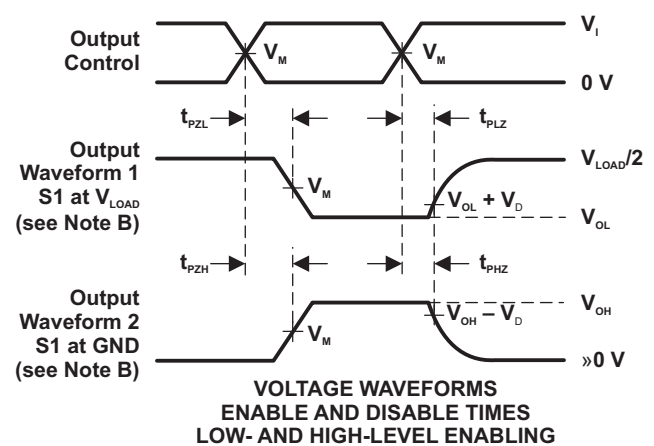 Output
Control
V_M
V_M
V_I
0 V
t_PZL
t_PLZ
Output
Waveform 1
S1 at V_LOAD
(see Note B)
V_M
V_OL + V_D
V_LOAD/2
V_OL
t_PZH
t_PHZ
Output
Waveform 2
S1 at GND
(see Note B)
V_M
V_OH – V_D
V_OH
»0 V
VOLTAGE WAVEFORMS
ENABLE AND DISABLE TIMES
LOW- AND HIGH-LEVEL ENABLING